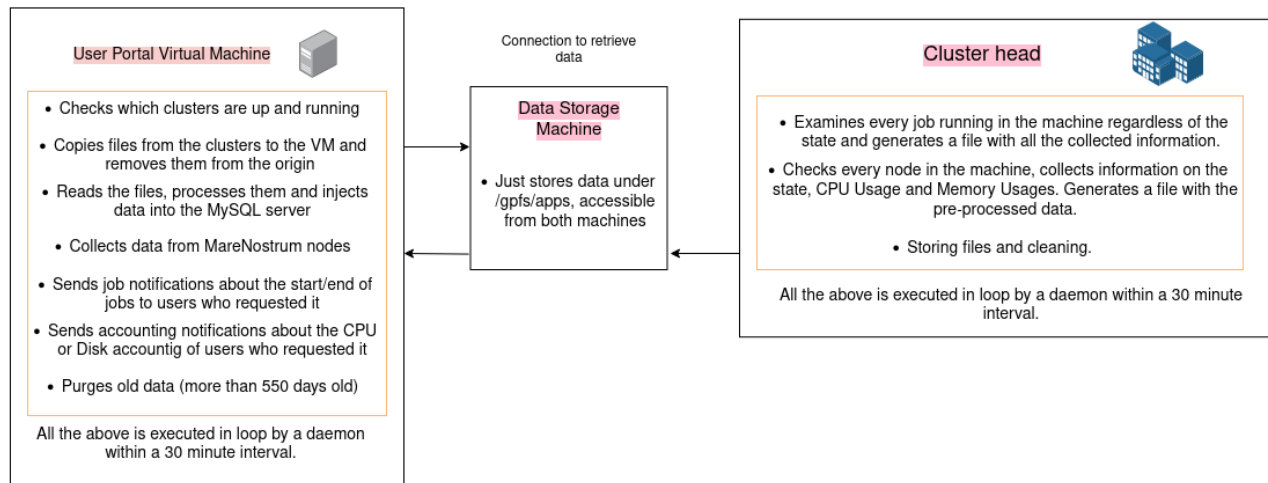 User Portal Virtual Machine
• Checks which clusters are up and running
• Copies files from the clusters to the VM and
removes them from the origin
• Reads the files, processes them and injects
data into the MySQL server
• Collects data from MareNostrum nodes
• Sends job notifications about the start/end of
jobs to users who requested it
• Sends accounting notifications about the CPU
or Disk accountig of users who requested it
• Purges old data (more than 550 days old)
All the above is executed in loop by a daemon
within a 30 minute interval.
Connection to retrieve
data
Data Storage
Machine
• Just stores data under
/gpfs/apps, accessible
from both machines
Cluster head
• Examines every job running in the machine regardless of the
state and generates a file with all the collected information.
• Checks every node in the machine, collects information on the
state, CPU Usage and Memory Usages. Generates a file with the
pre-processed data.
• Storing files and cleaning.
All the above is executed in loop by a daemon within a 30 minute
interval.